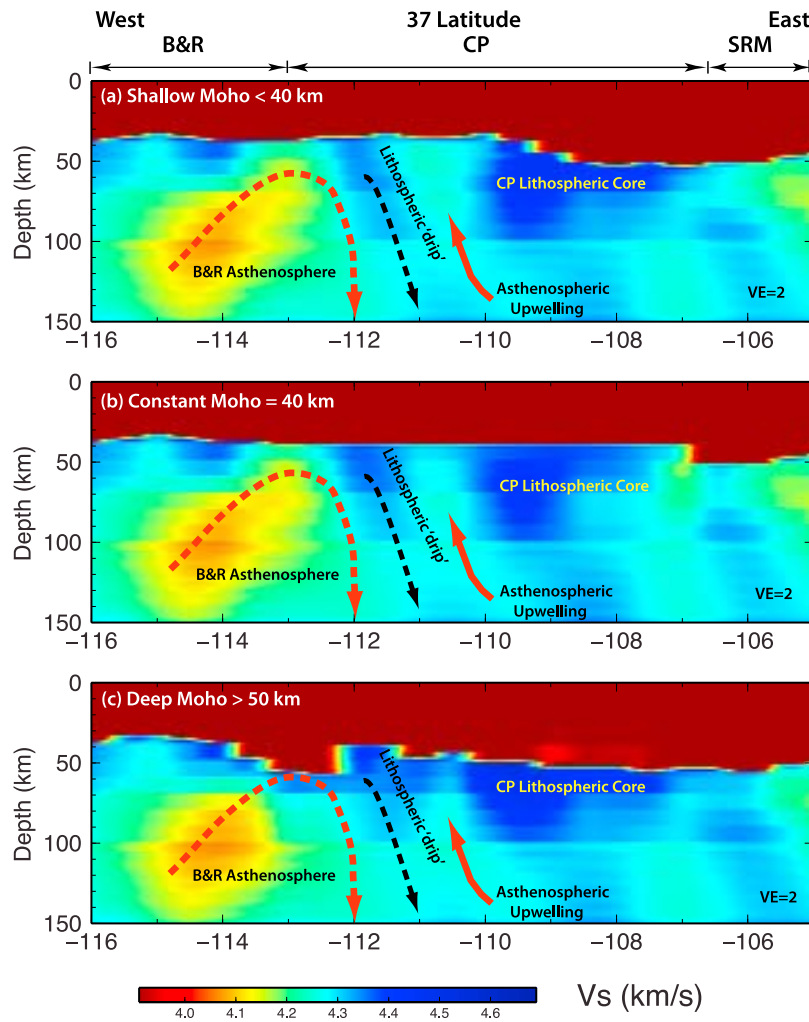 West 37 Latitude East
B&R CP SRM
0
(a) Shallow Moho < 40 km
50
100
150
Depth (km)
Lithospheric 'drip'
CP Lithospheric Core
B&R Asthenosphere
Asthenospheric
Upwelling
VE=2
−116 −114 −112 −110 −108 −106
0
(b) Constant Moho = 40 km
50
100
150
Depth (km)
Lithospheric 'drip'
CP Lithospheric Core
B&R Asthenosphere
Asthenospheric
Upwelling
VE=2
−116 −114 −112 −110 −108 −106
0
(c) Deep Moho > 50 km
50
100
150
Depth (km)
Lithospheric 'drip'
CP Lithospheric Core
B&R Asthenosphere
Asthenospheric
Upwelling
VE=2
−116 −114 −112 −110 −108 −106
4.0 4.1 4.2 4.3 4.4 4.5 4.6
Vs (km/s)